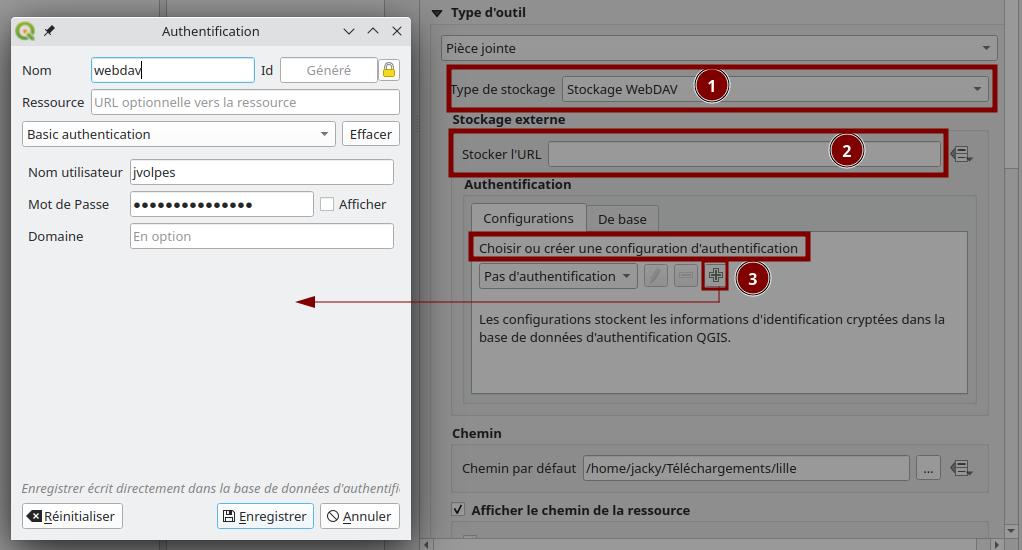 Authentification
Nom
webdav
Id
Généré
Ressource
URL optionnelle vers la ressource
Basic authentication
Effacer
Nom utilisateur
jvolpes
Mot de Passe
●●●●●●●●●●●●●●●
Afficher
Domaine
En option
Enregistrer écrit directement dans la base de données d'authentifi
Réinitialiser
Enregistrer
Annuler
Type d'outil
Pièce jointe
Type de stockage
Stockage WebDAV
1
Stockage externe
Stocker l'URL
2
Authentification
Configurations
De base
Choisir ou créer une configuration d'authentification
Pas d'authentification
3
Les configurations stockent les informations d'identification cryptées dans la
base de données d'authentification QGIS.
Chemin
Chemin par défaut
/home/jacky/Téléchargements/lille
...
Afficher le chemin de la ressource